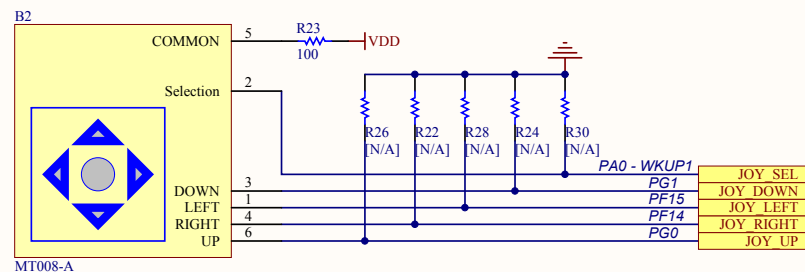 B2
COMMON 5 R23 100 VDD
Selection 2
R26 R22 R28 R24 R30
[N/A] [N/A] [N/A] [N/A] [N/A]
PA0 - WKUP1 JOY_SEL
DOWN 3 PG1 JOY_DOWN
LEFT 1 PF15 JOY_LEFT
RIGHT 4 PF14 JOY_RIGHT
UP 6 PG0 JOY_UP
MT008-A